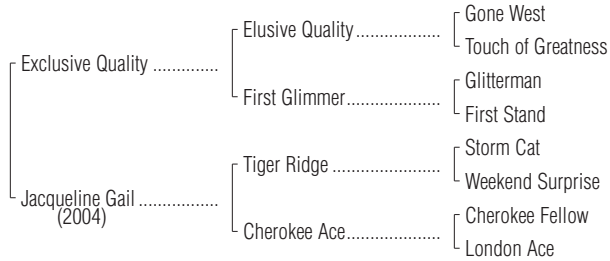 Gone West
Elusive Quality...................
Touch of Greatness
Exclusive Quality ..............
Glitterman
First Glimmer.....................
First Stand
Storm Cat
Tiger Ridge ........................
Weekend Surprise
Jacqueline Gail .................
(2004)
Cherokee Fellow
Cherokee Ace.....................
London Ace